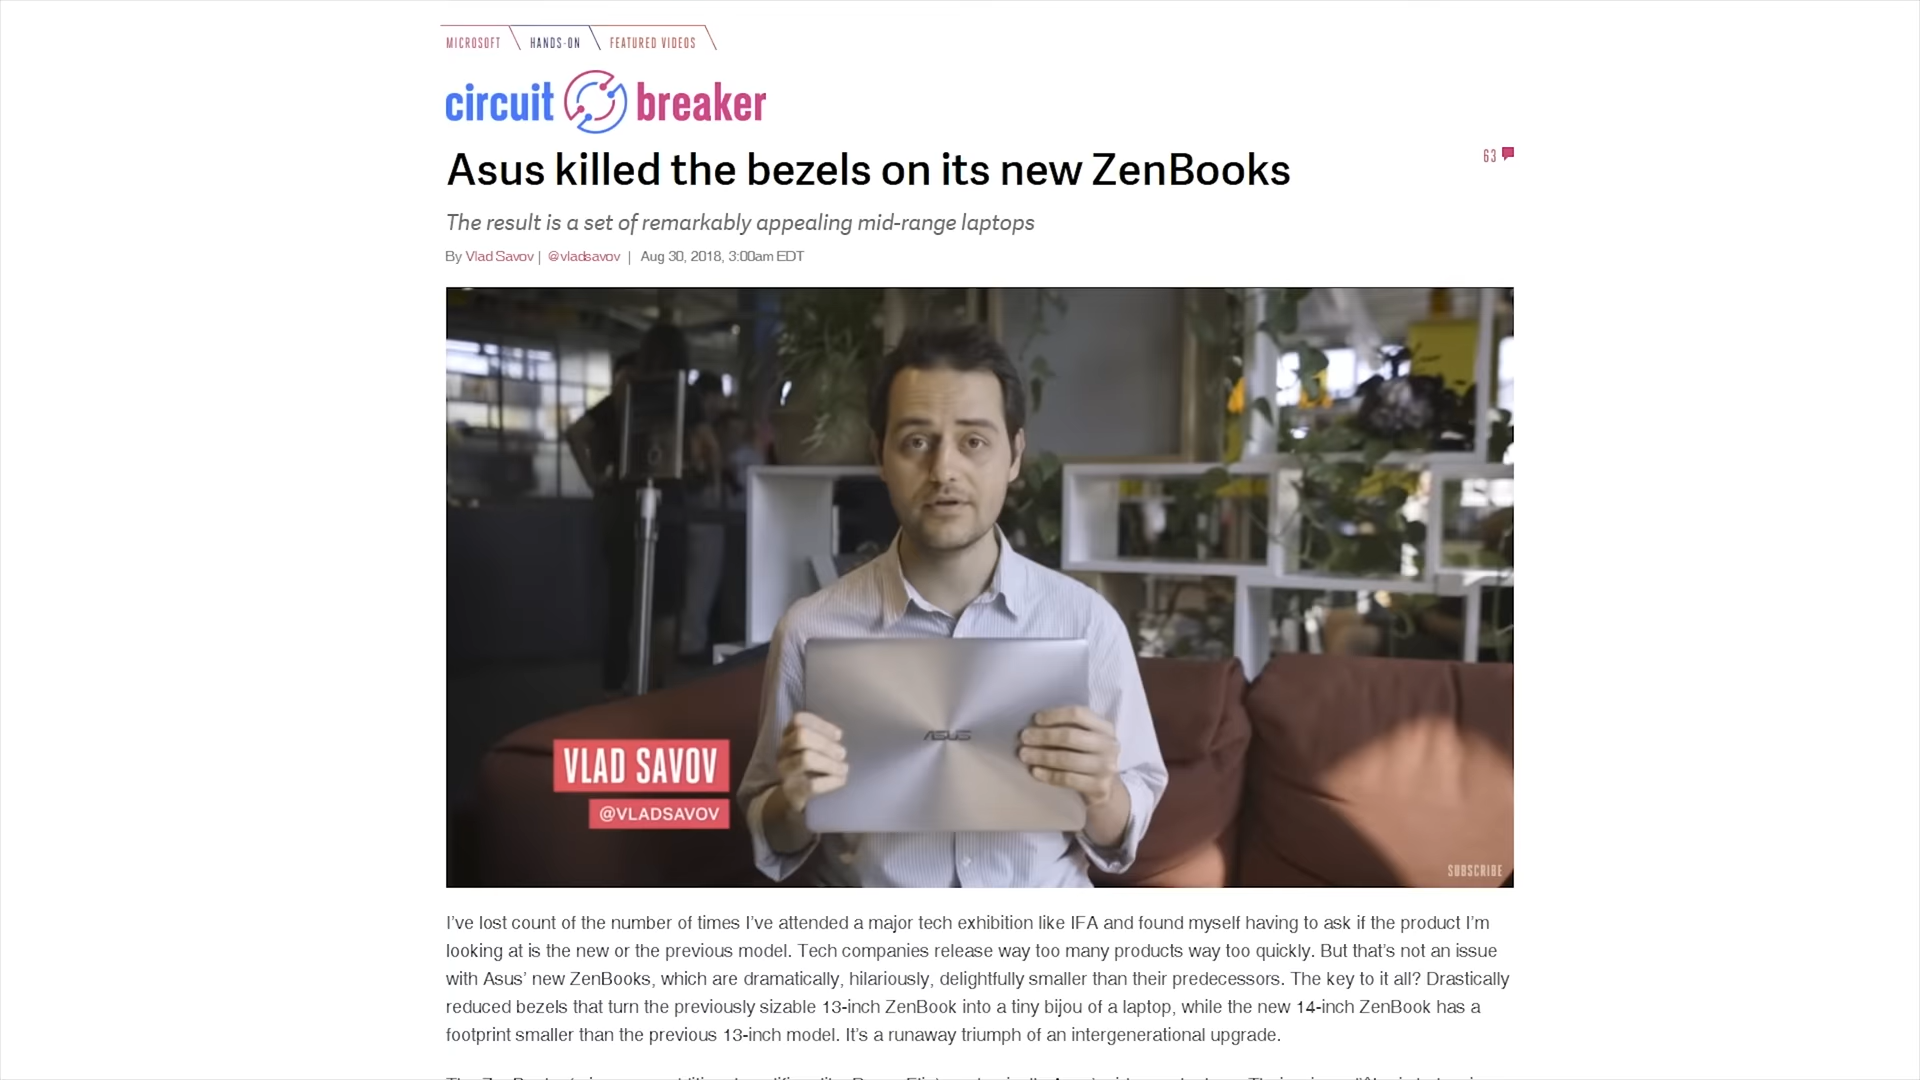 MICROSOFT HANDS-ON FEATURED VIDEOS
circuit breaker
Asus killed the bezels on its new ZenBooks
63
The result is a set of remarkably appealing mid-range laptops
By Vlad Savov | @vladsavov | Aug 30, 2018, 3:00am EDT
ASUS
VLAD SAVOV
@VLADSAVOV
SUBSCRIBE
I've lost count of the number of times I've attended a major tech exhibition like IFA and found myself having to ask if the product I'm
looking at is the new or the previous model. Tech companies release way too many products way too quickly. But that's not an issue
with Asus' new ZenBooks, which are dramatically, hilariously, delightfully smaller than their predecessors. The key to it all? Drastically
reduced bezels that turn the previously sizable 13-inch ZenBook into a tiny bijou of a laptop, while the new 14-inch ZenBook has a
footprint smaller than the previous 13-inch model. It's a runaway triumph of an intergenerational upgrade.